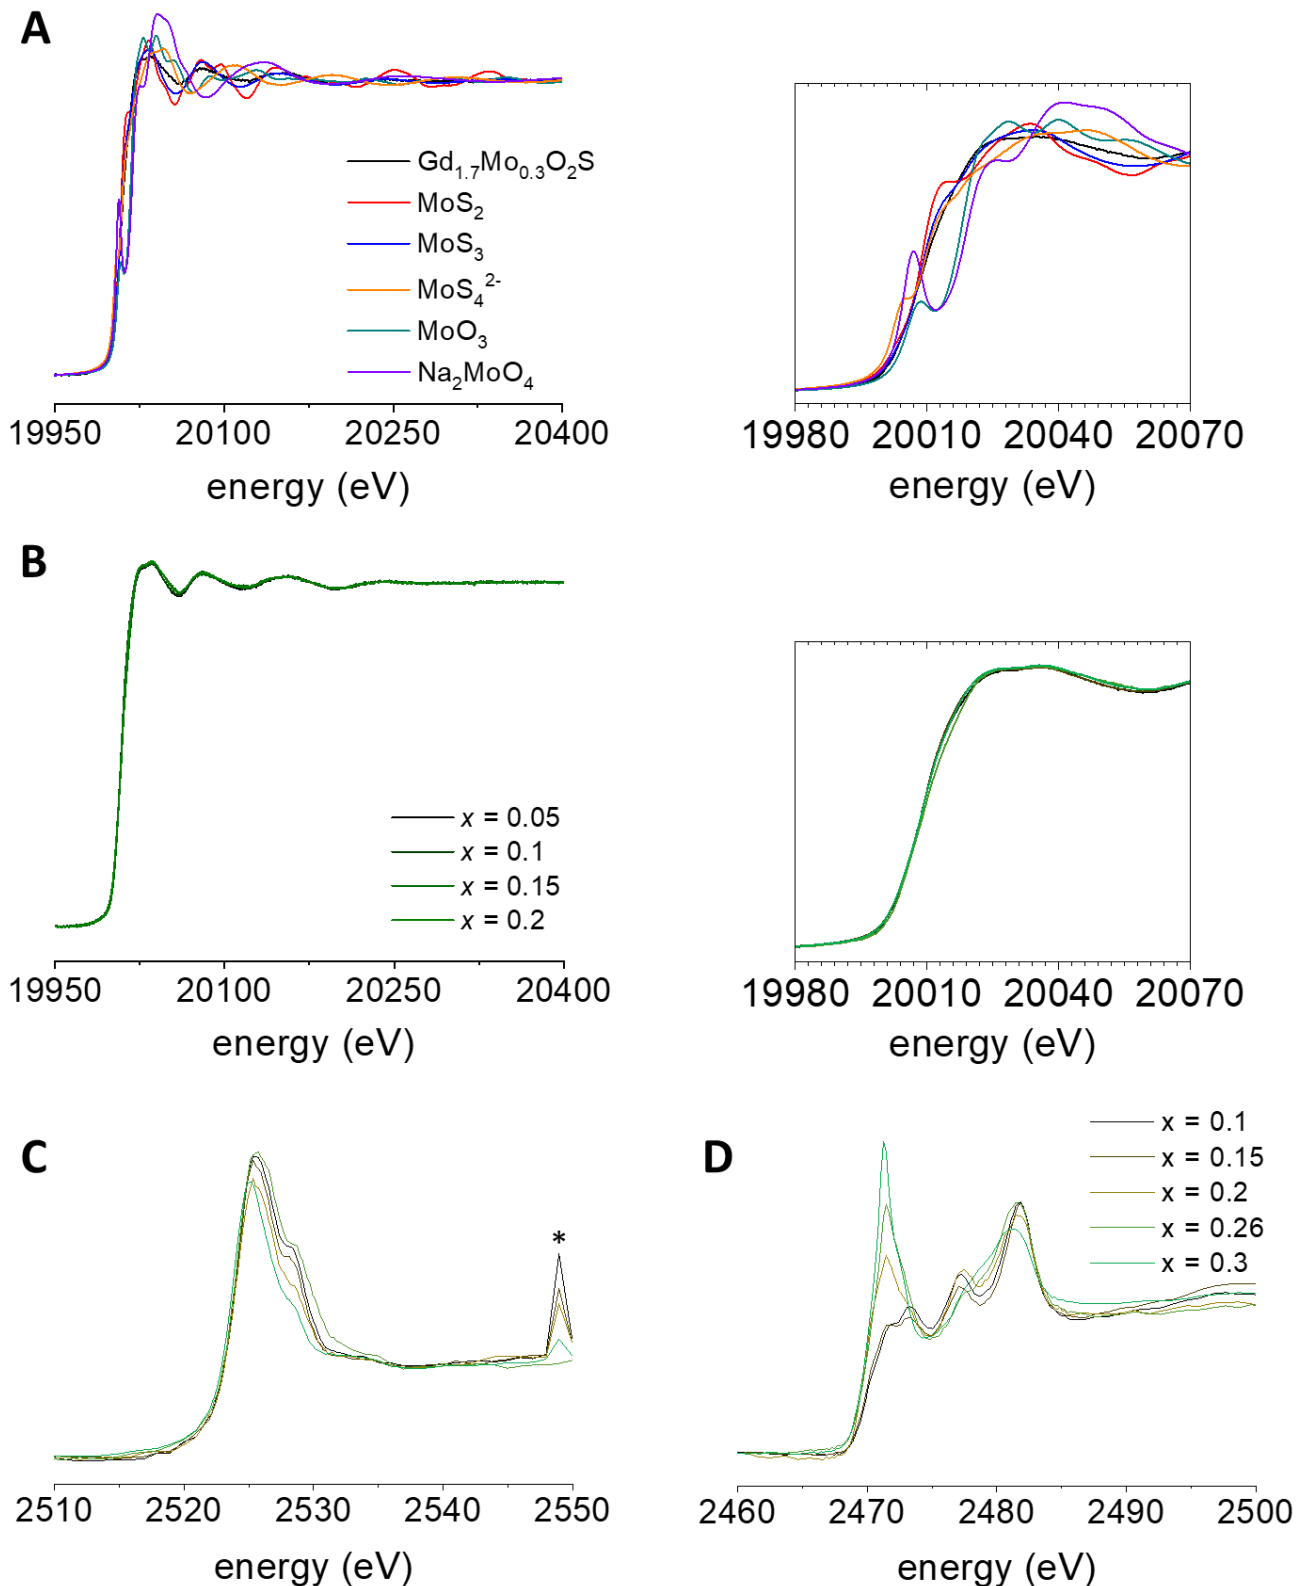 A
Gd1.7Mo0.3O2S
MoS2
MoS3
MoS4^2-
MoO3
Na2MoO4
19950 20100 20250 20400
energy (eV)
19980 20010 20040 20070
energy (eV)
B
x = 0.05
x = 0.1
x = 0.15
x = 0.2
19950 20100 20250 20400
energy (eV)
19980 20010 20040 20070
energy (eV)
C
*
2510 2520 2530 2540 2550
energy (eV)
D
x = 0.1
x = 0.15
x = 0.2
x = 0.26
x = 0.3
2460 2470 2480 2490 2500
energy (eV)